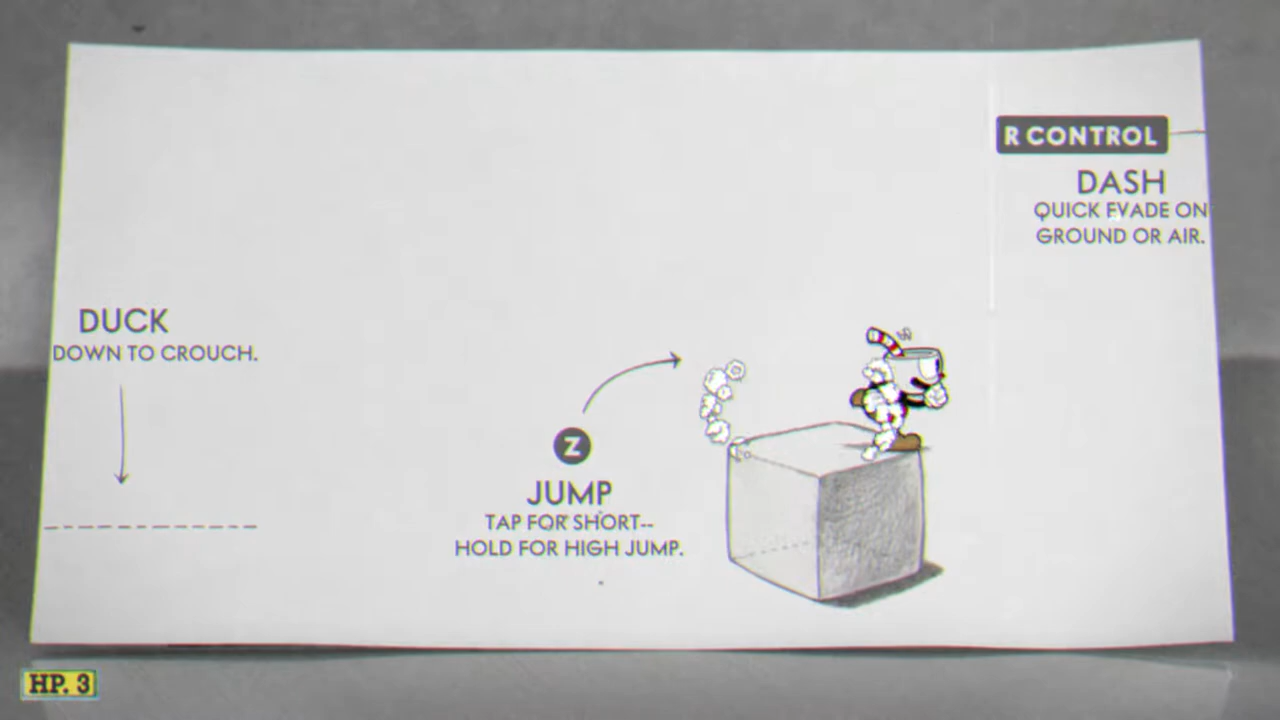 DUCK
DOWN TO CROUCH.
Z
JUMP
TAP FOR SHORT--
HOLD FOR HIGH JUMP.
R CONTROL
DASH
QUICK EVADE ON
GROUND OR AIR.
HP. 3